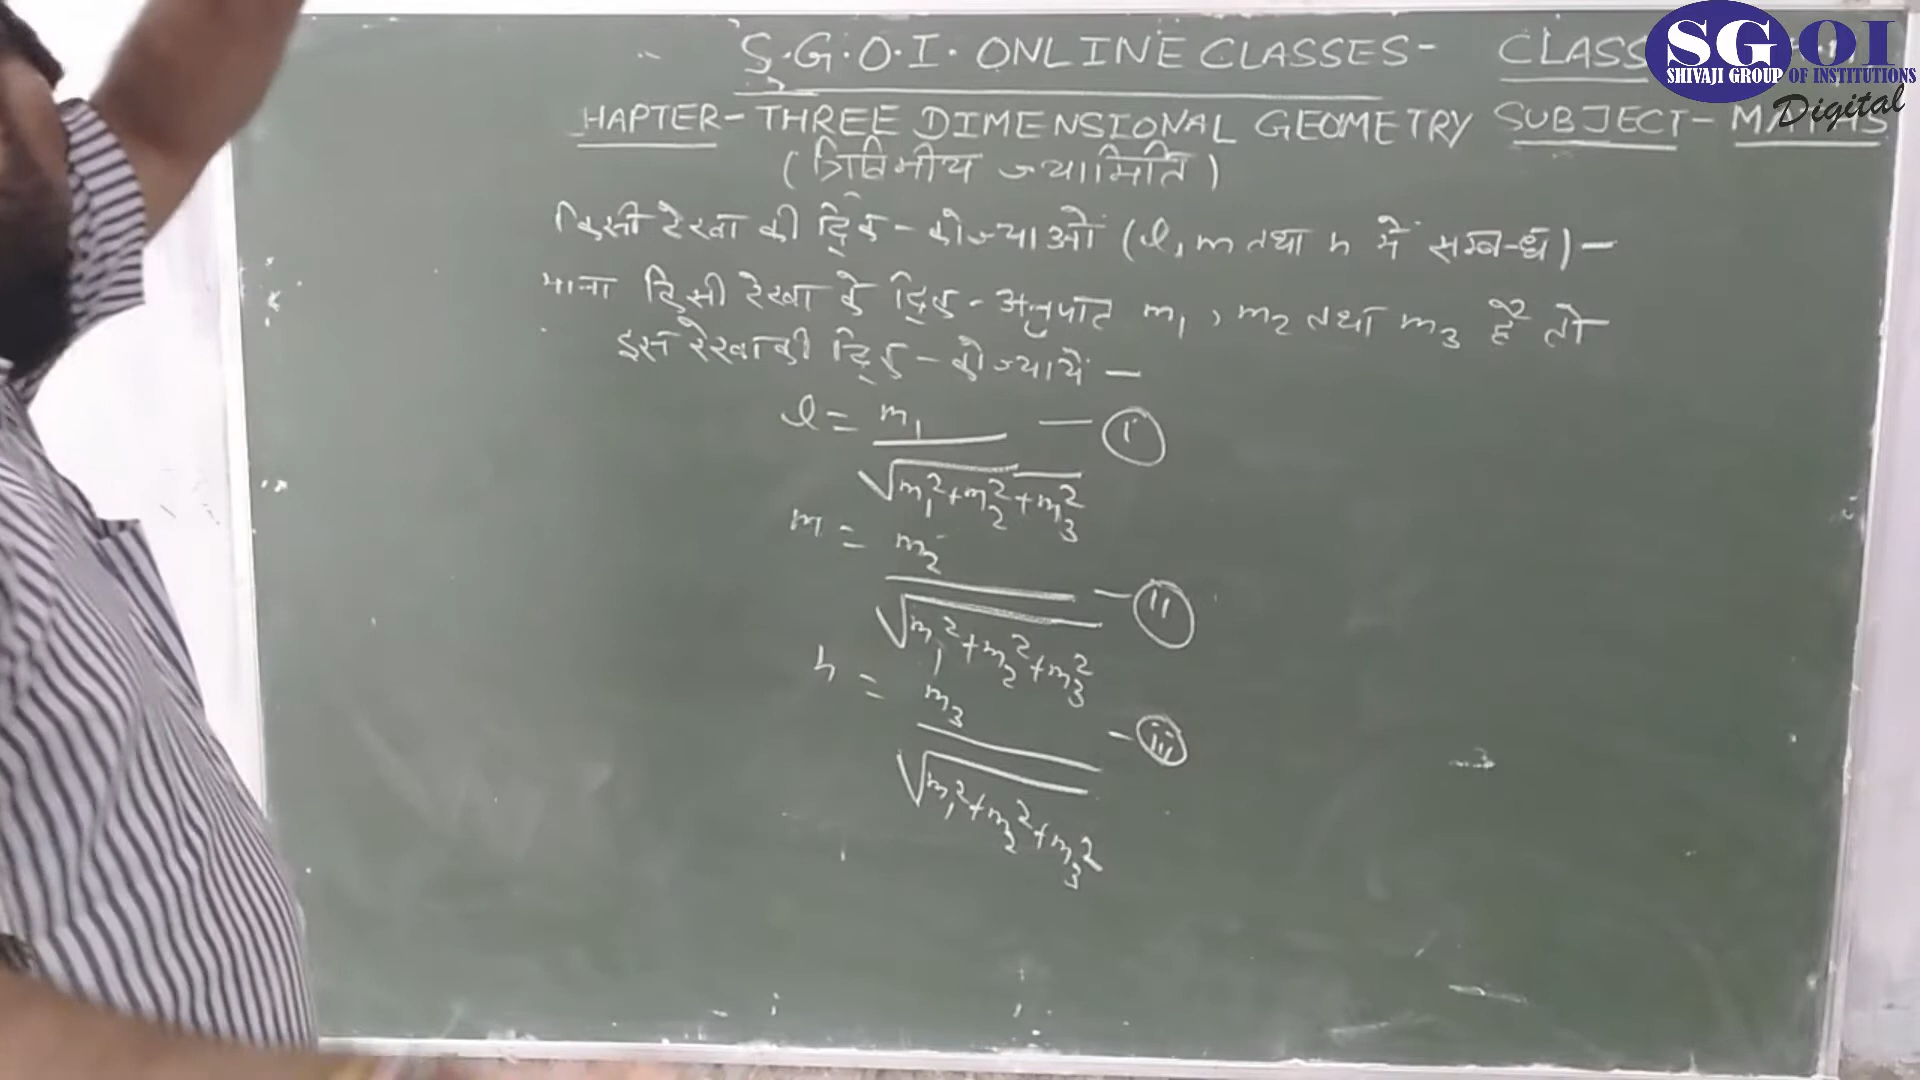 S.G.O.I. ONLINE CLASSES- CLASS
SGOI
SHIVAJI GROUP OF INSTITUTIONS
Digital
HAPTER- THREE DIMENSIONAL GEOMETRY SUBJECT- MATHS
(त्रिविमीय ज्यामिति)
किसी रेखा की दिक्-कोज्याओं (l, m तथा n में सम्बन्ध) -
माना किसी रेखा के दिक्-अनुपात m₁, m₂ तथा m₃ है तो
इस रेखा की दिक्-कोज्यायें -
l = m₁ / √m₁²+m₂²+m₃² — (i)
m = m₂ / √m₁²+m₂²+m₃² — (ii)
n = m₃ / √m₁²+m₂²+m₃² — (iii)